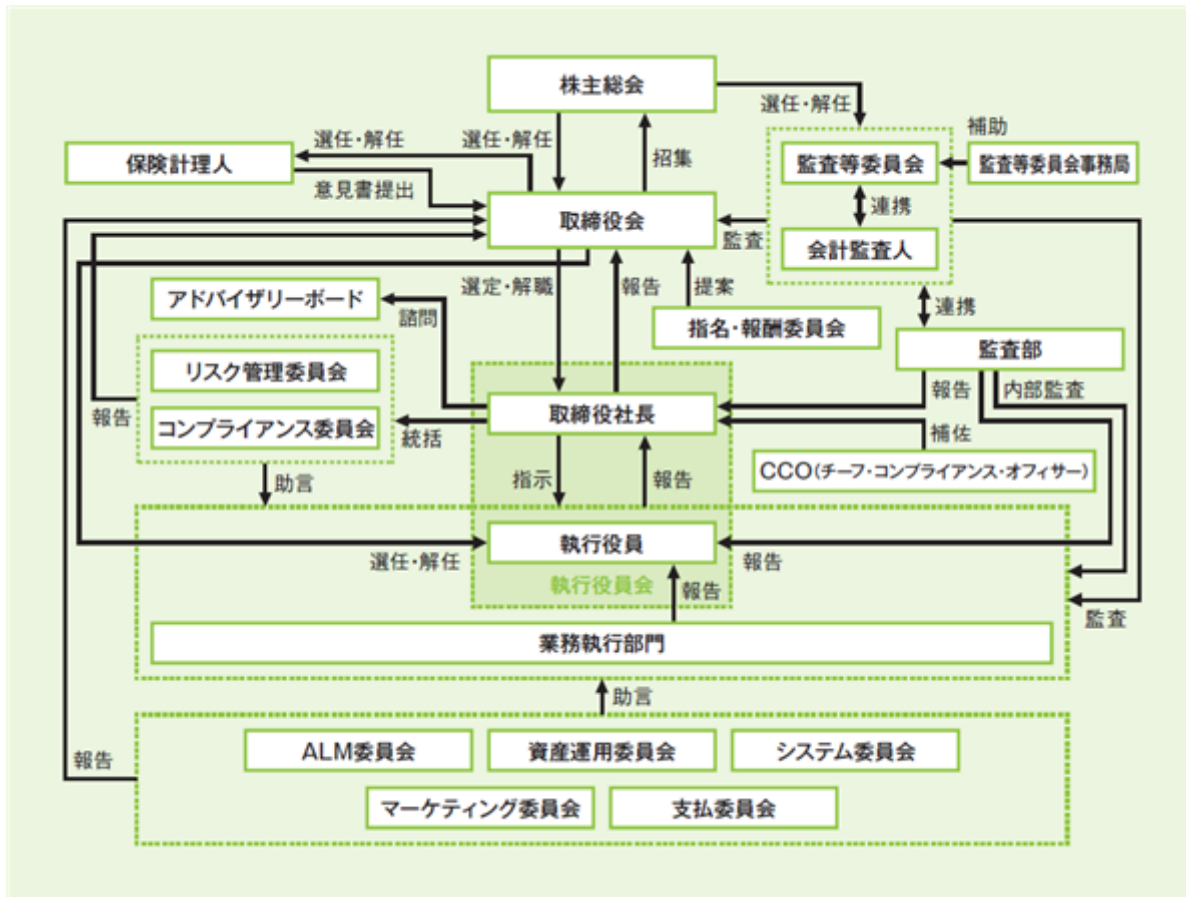 株主総会
選任・解任
補助
選任・解任
選任・解任
招集
保険計理人
監査等委員会
監査等委員会事務局
意見書提出
連携
取締役会
監査
会計監査人
選定・解職
報告
提案
アドバイザリーボード
諮問
指名・報酬委員会
連携
監査部
リスク管理委員会
報告
内部監査
報告
コンプライアンス委員会
統括
取締役社長
補佐
CCO(チーフ・コンプライアンス・オフィサー)
助言
指示
報告
執行役員
選任・解任
報告
執行役員会
報告
監査
業務執行部門
助言
報告
ALM委員会
資産運用委員会
システム委員会
マーケティング委員会
支払委員会